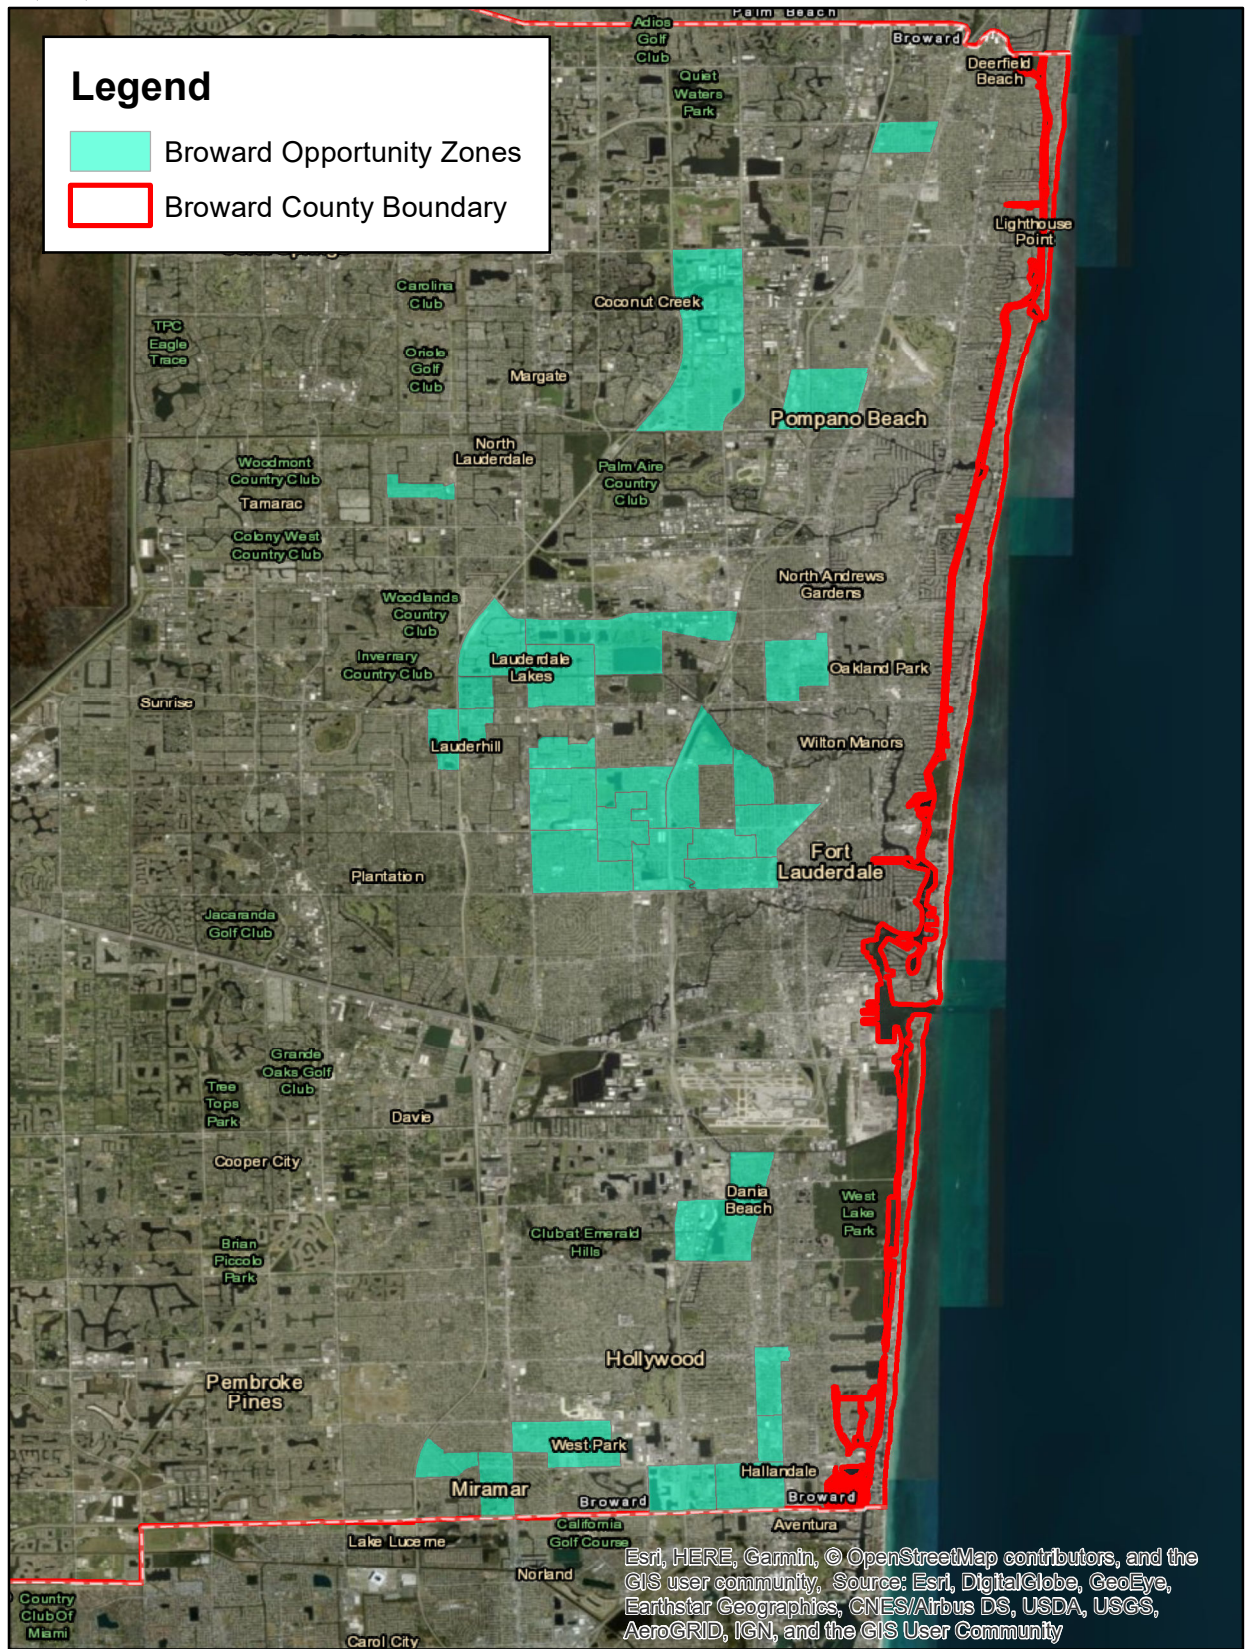 Palm Beach
Adios
Golf
Club
Broward
Deerfield
Beach
Quiet
Waters
Park
Legend
Broward Opportunity Zones
Broward County Boundary
Lighthouse
Point
Carolina
Club
Coconut Creek
TPC
Eagle
Trace
Oriole
Golf
Club
Margate
Pompano Beach
North
Lauderdale
Woodmont
Country Club
Palm Aire
Country
Club
Tamarac
Colony West
Country Club
North Andrews
Gardens
Woodlands
Country
Club
Inverrary
Country Club
Lauderdale
Lakes
Oakland Park
Sunrise
Lauderhill
Wilton Manors
Fort
Lauderdale
Plantation
Jacaranda
Golf Club
Grande
Oaks Golf
Club
Tree
Tops
Park
Davie
Cooper City
Dania
Beach
West
Lake
Park
Club at Emerald
Hills
Brian
Piccolo
Park
Hollywood
Pembroke
Pines
West Park
Hallandale
Miramar
Broward
Broward
California
Golf Course
Aventura
Lake Lucerne
Norland
Country
Club Of
Miami
Carol City
Esri, HERE, Garmin, © OpenStreetMap contributors, and the
GIS user community, Source: Esri, DigitalGlobe, GeoEye,
Earthstar Geographics, CNES/Airbus DS, USDA, USGS,
AeroGRID, IGN, and the GIS User Community